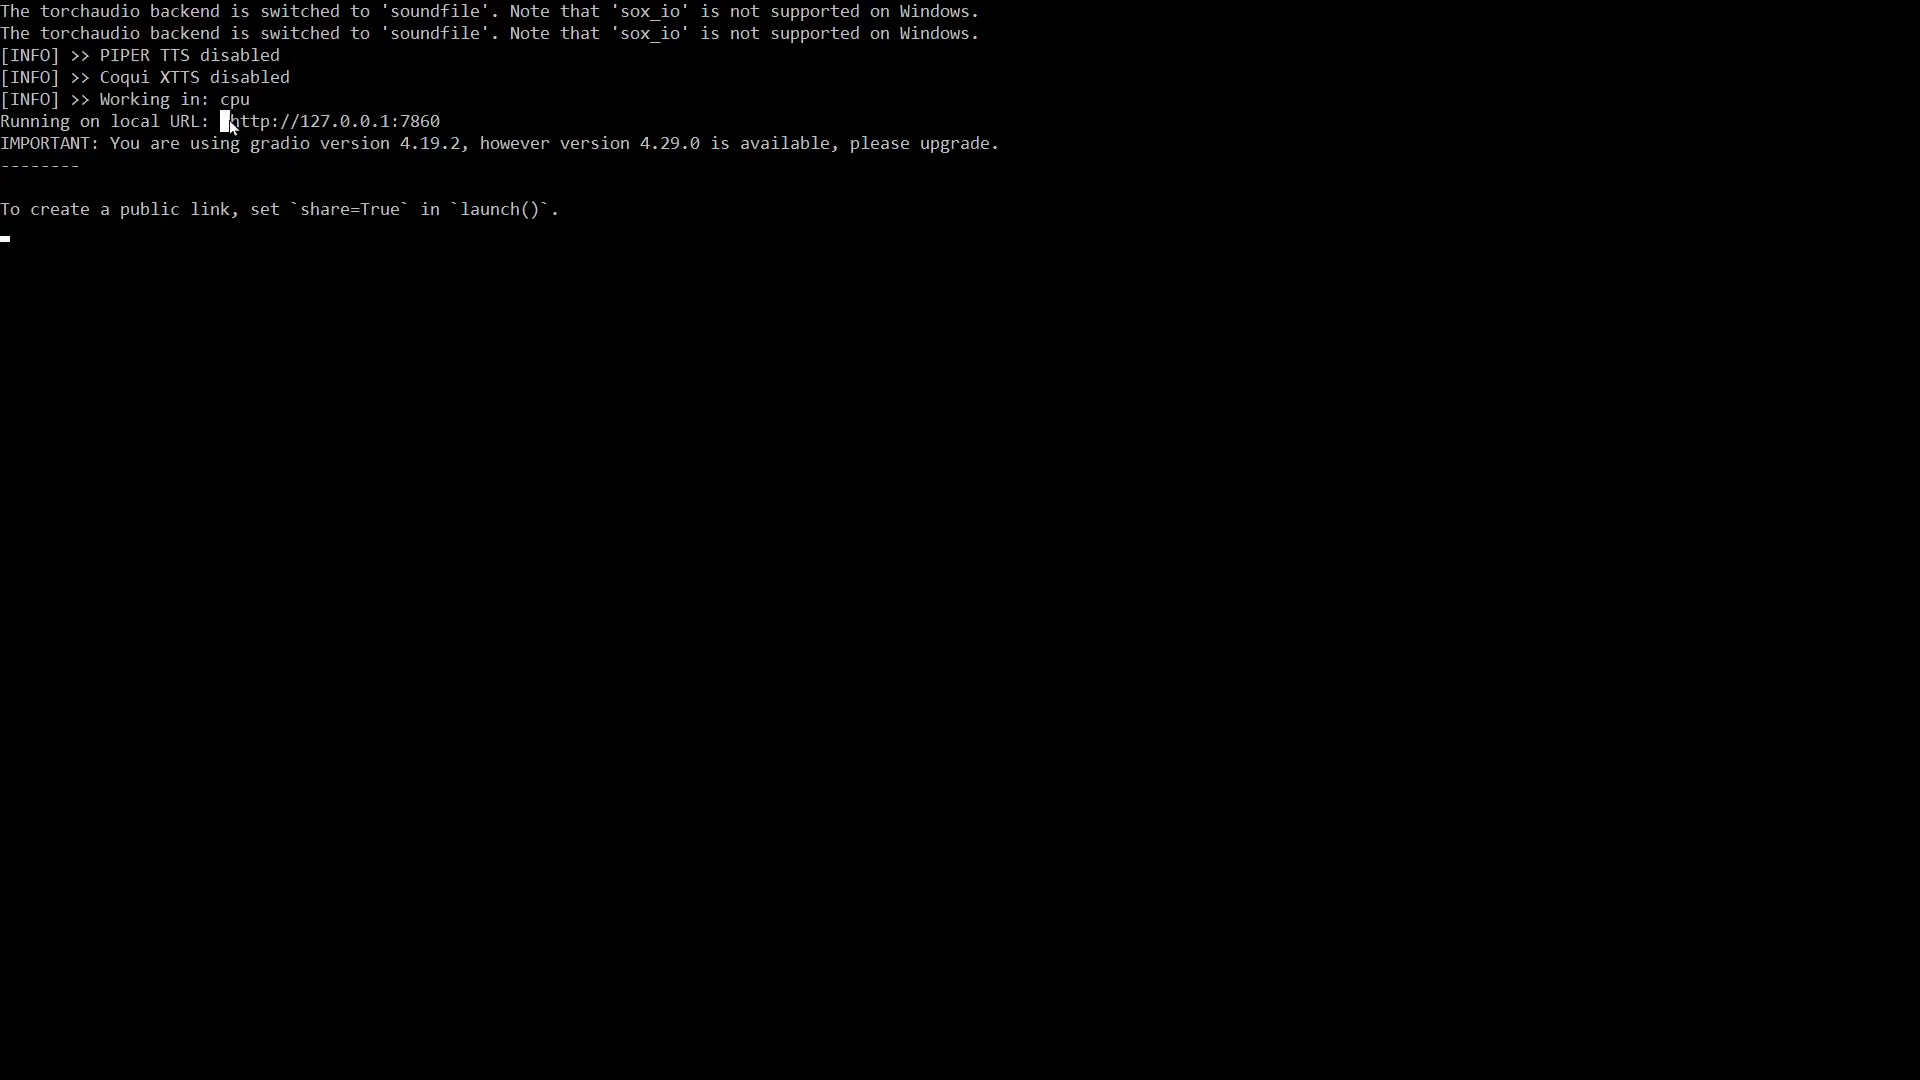 The torchaudio backend is switched to 'soundfile'. Note that 'sox_io' is not supported on Windows.
The torchaudio backend is switched to 'soundfile'. Note that 'sox_io' is not supported on Windows.
[INFO] >> PIPER TTS disabled
[INFO] >> Coqui XTTS disabled
[INFO] >> Working in: cpu
Running on local URL:  http://127.0.0.1:7860
IMPORTANT: You are using gradio version 4.19.2, however version 4.29.0 is available, please upgrade.
--------
To create a public link, set `share=True` in `launch()`.